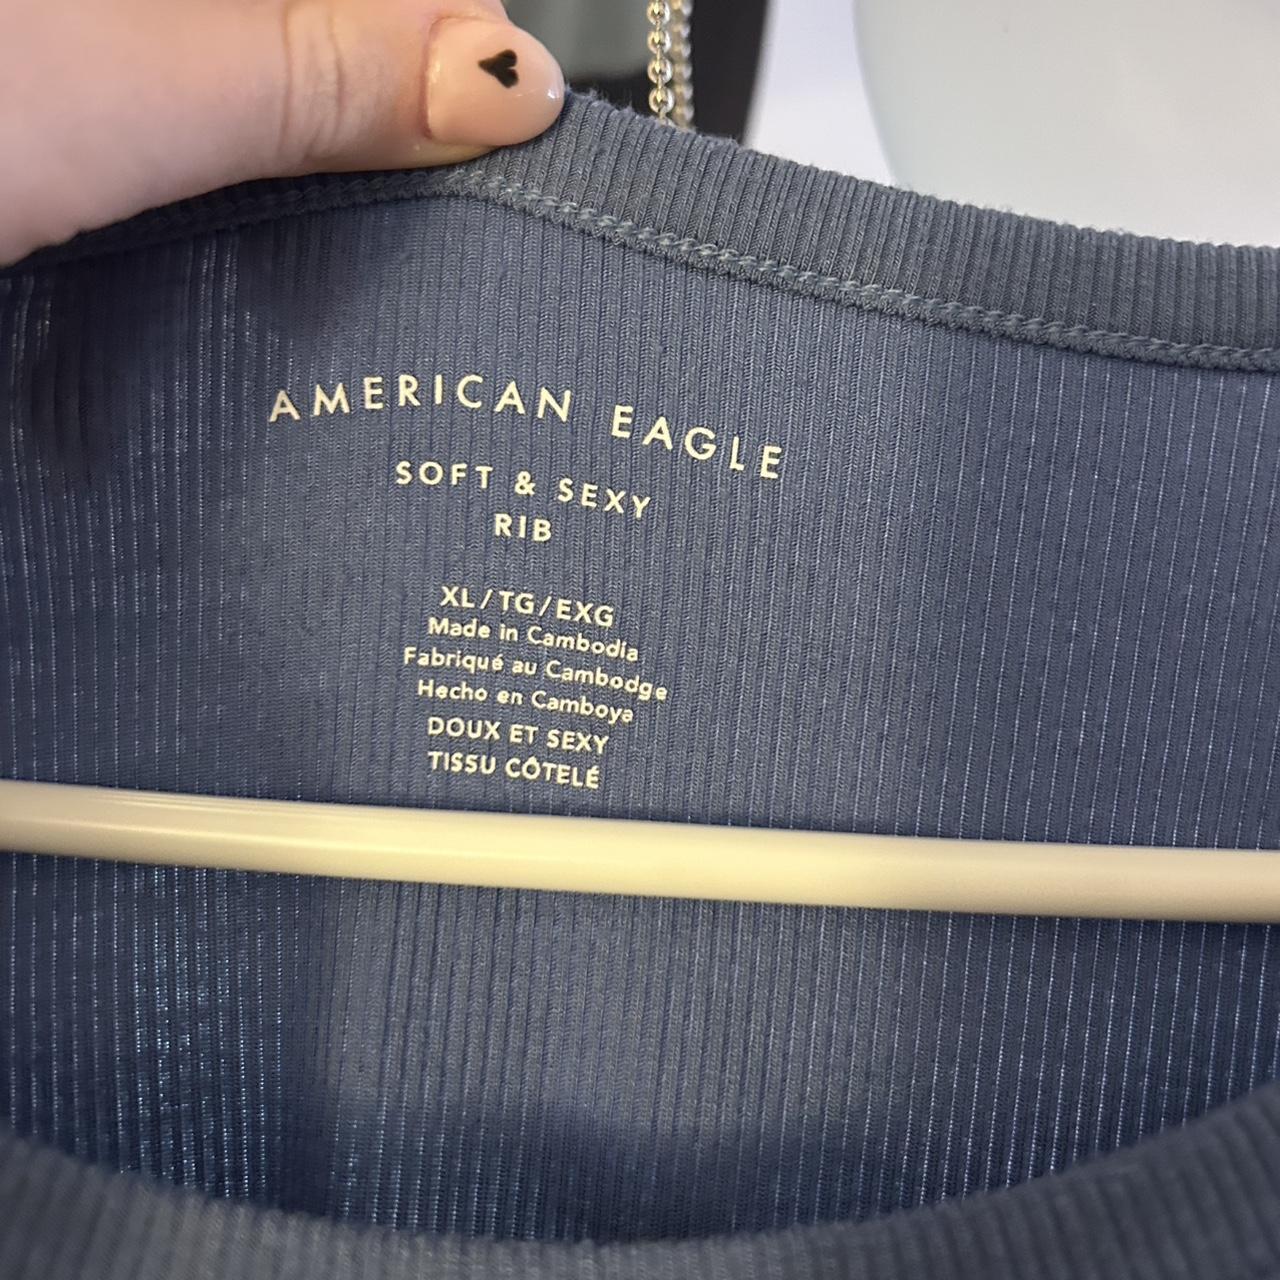 AMERICAN EAGLE
SOFT & SEXY
RIB
XL/TG/EXG
Made in Cambodia
Fabriqué au Cambodge
Hecho en Camboya
DOUX ET SEXY
TISSU CÔTELÉ